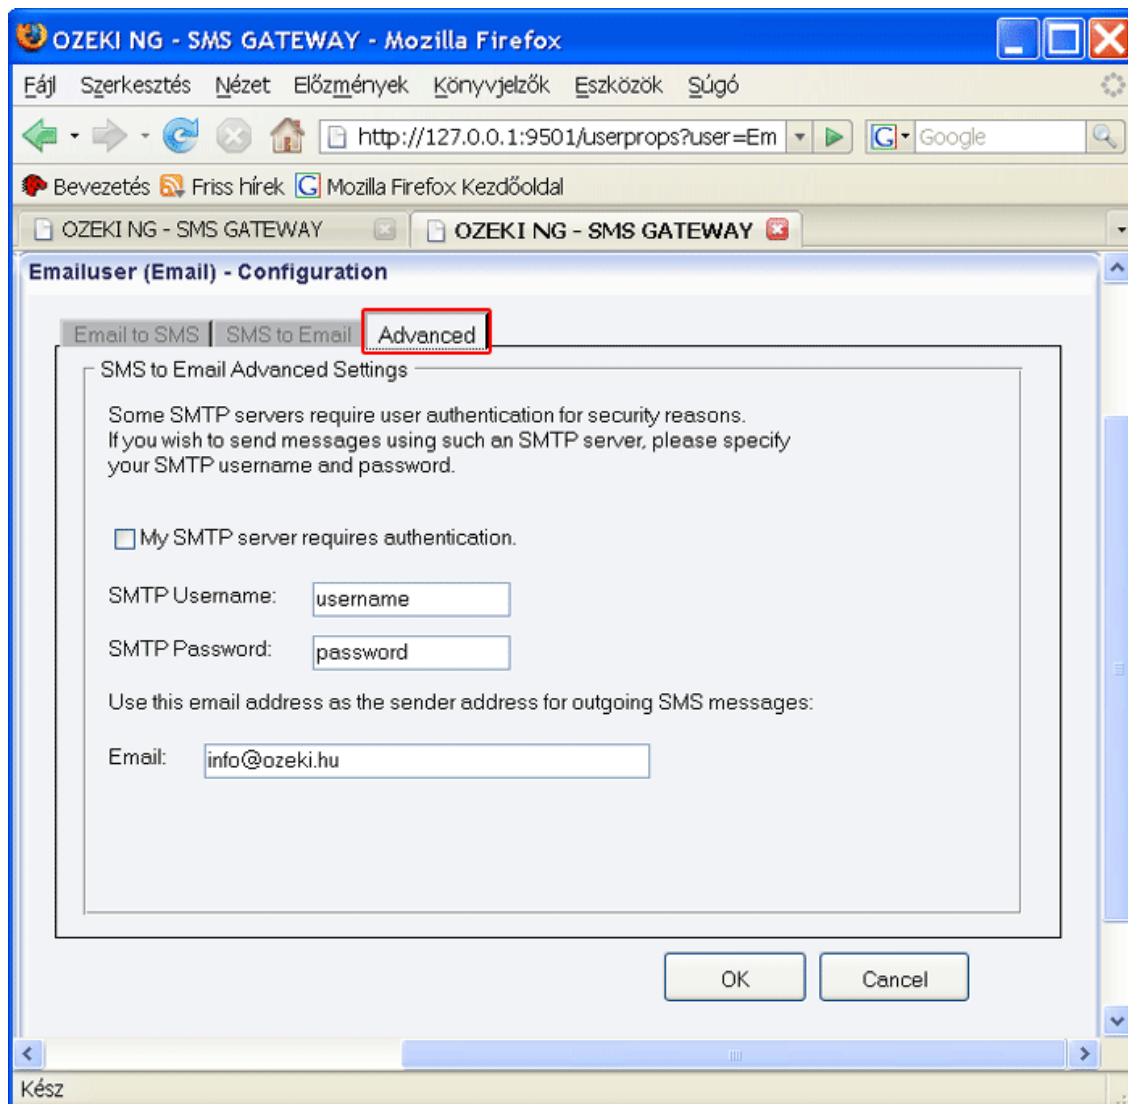 OZEKI NG - SMS GATEWAY - Mozilla Firefox
Fájl Szerkesztés Nézet Előzmények Könyvjelzők Eszközök Súgó
http://127.0.0.1:9501/userprops?user=Em G Google
Bevezetés Friss hírek G Mozilla Firefox Kezdőoldal
OZEKI NG - SMS GATEWAY OZEKI NG - SMS GATEWAY
Emailuser (Email) - Configuration
Email to SMS SMS to Email Advanced
SMS to Email Advanced Settings
Some SMTP servers require user authentication for security reasons.
If you wish to send messages using such an SMTP server, please specify
your SMTP username and password.
My SMTP server requires authentication.
SMTP Username: username
SMTP Password: password
Use this email address as the sender address for outgoing SMS messages:
Email: info@ozeki.hu
OK Cancel
Kész